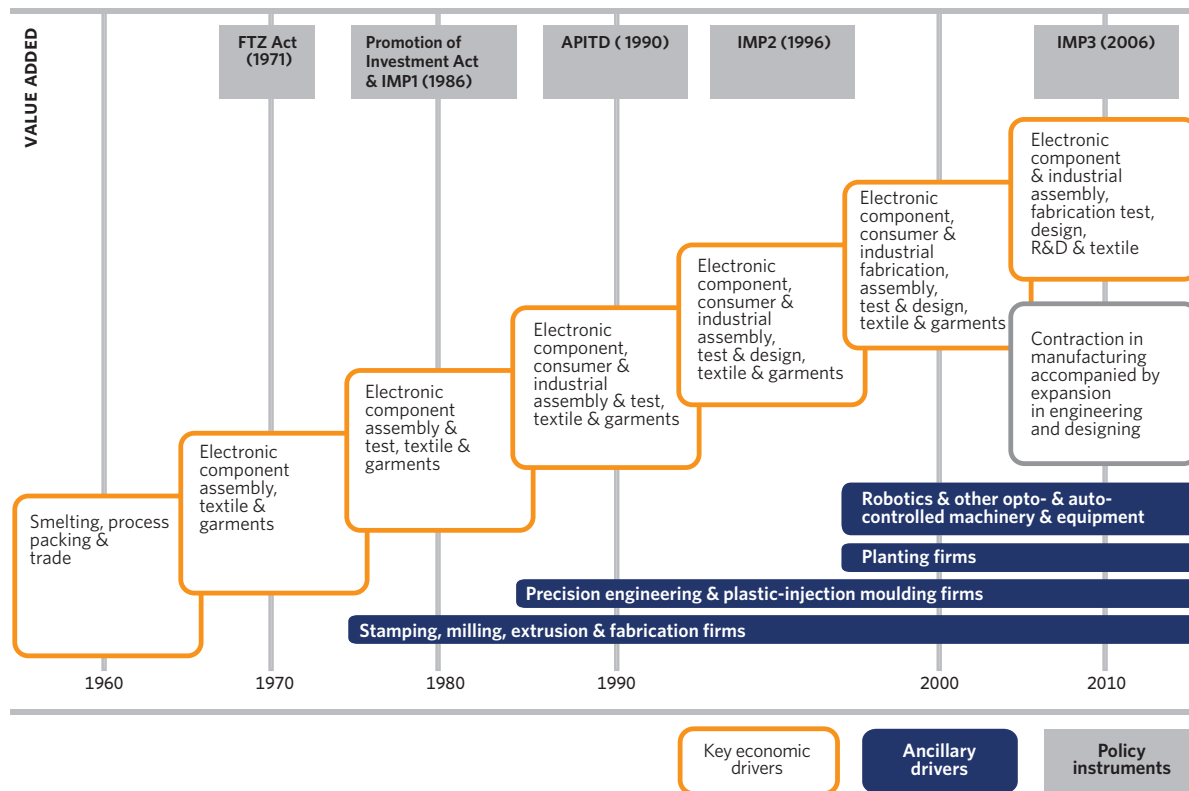 VALUE ADDED
FTZ Act
(1971)
Promotion of
Investment Act
& IMP1 (1986)
APITD ( 1990)
IMP2 (1996)
IMP3 (2006)
Smelting, process
packing &
trade
Electronic
component
assembly,
textile &
garments
Electronic
component
assembly &
test, textile &
garments
Electronic
component,
consumer &
industrial
assembly & test,
textile & garments
Electronic
component,
consumer &
industrial
assembly,
test & design,
textile & garments
Electronic
component,
consumer &
industrial
fabrication,
assembly,
test & design,
textile & garments
Electronic
component
& industrial
assembly,
fabrication test,
design,
R&D & textile
Contraction in
manufacturing
accompanied by
expansion
in engineering
and designing
Robotics & other opto- & auto-
controlled machinery & equipment
Planting firms
Precision engineering & plastic-injection moulding firms
Stamping, milling, extrusion & fabrication firms
1960
1970
1980
1990
2000
2010
Key economic
drivers
Ancillary
drivers
Policy
instruments